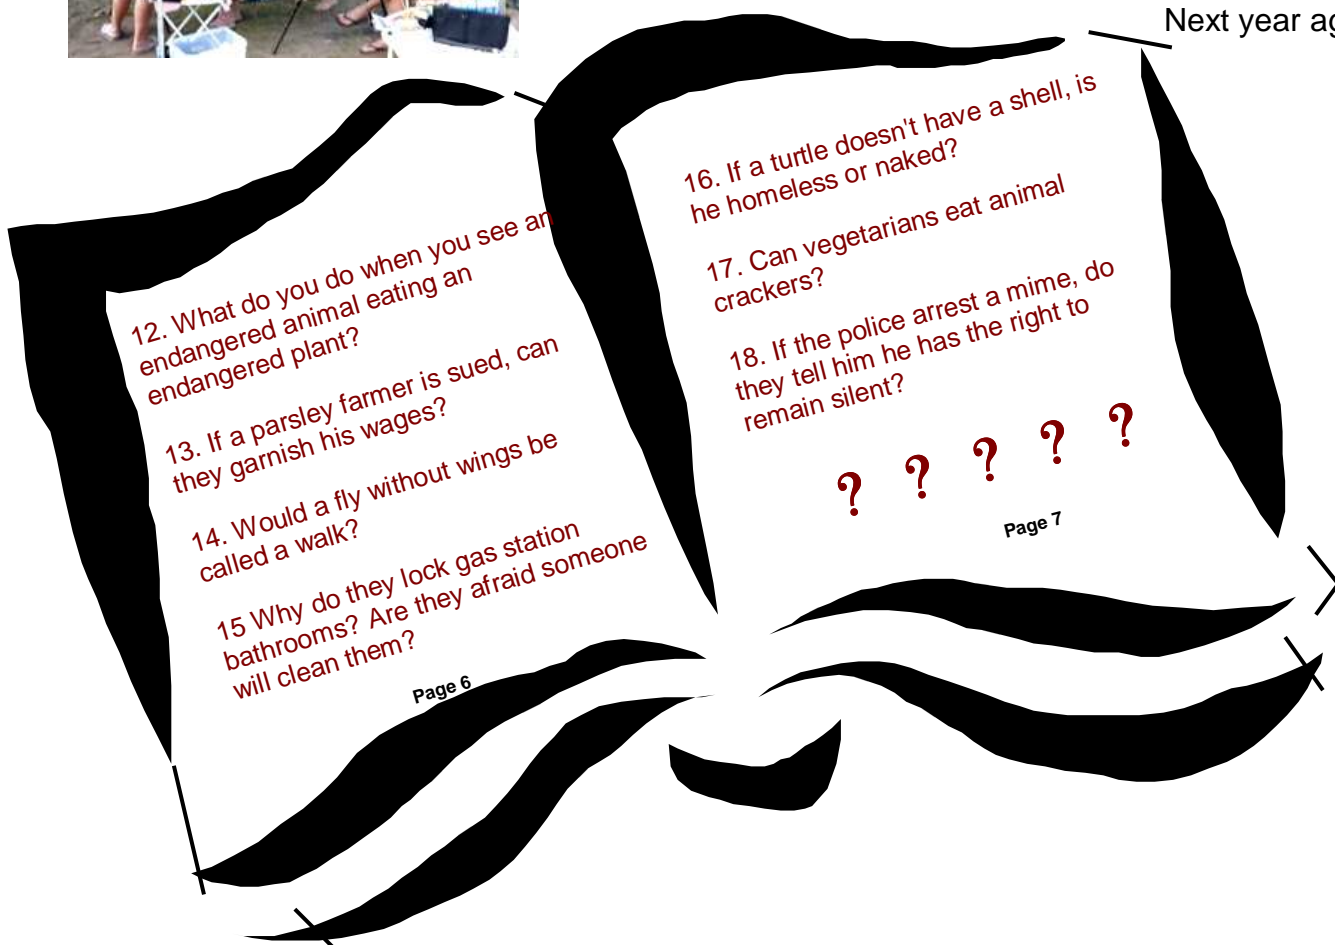 Next year ag
12. What do you do when you see an
endangered animal eating an
endangered plant?
13. If a parsley farmer is sued, can
they garnish his wages?
14. Would a fly without wings be
called a walk?
15 Why do they lock gas station
bathrooms? Are they afraid someone
will clean them?
Page 6
16. If a turtle doesn't have a shell, is
he homeless or naked?
17. Can vegetarians eat animal
crackers?
18. If the police arrest a mime, do
they tell him he has the right to
remain silent?
? ? ? ? ?
Page 7